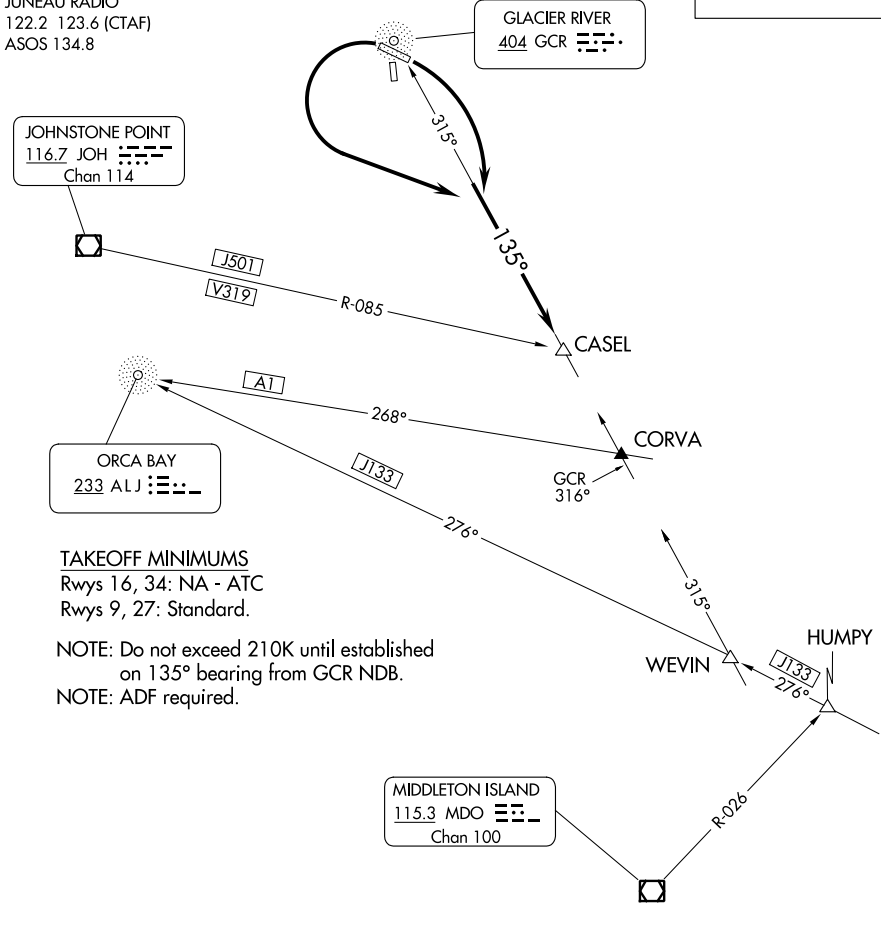 JUNEAU RADIO
122.2 123.6 (CTAF)
ASOS 134.8
GLACIER RIVER
404 GCR
315°
JOHNSTONE POINT
116.7 JOH
Chan 114
135°
J501
V319
R-085
CASEL
A1
268°
CORVA
GCR
316°
ORCA BAY
233 ALJ
J133
276°
TAKEOFF MINIMUMS
Rwys 16, 34: NA - ATC
Rwys 9, 27: Standard.
NOTE: Do not exceed 210K until established
on 135° bearing from GCR NDB.
NOTE: ADF required.
315°
HUMPY
WEVIN
J133
276°
MIDDLETON ISLAND
115.3 MDO
Chan 100
R-026